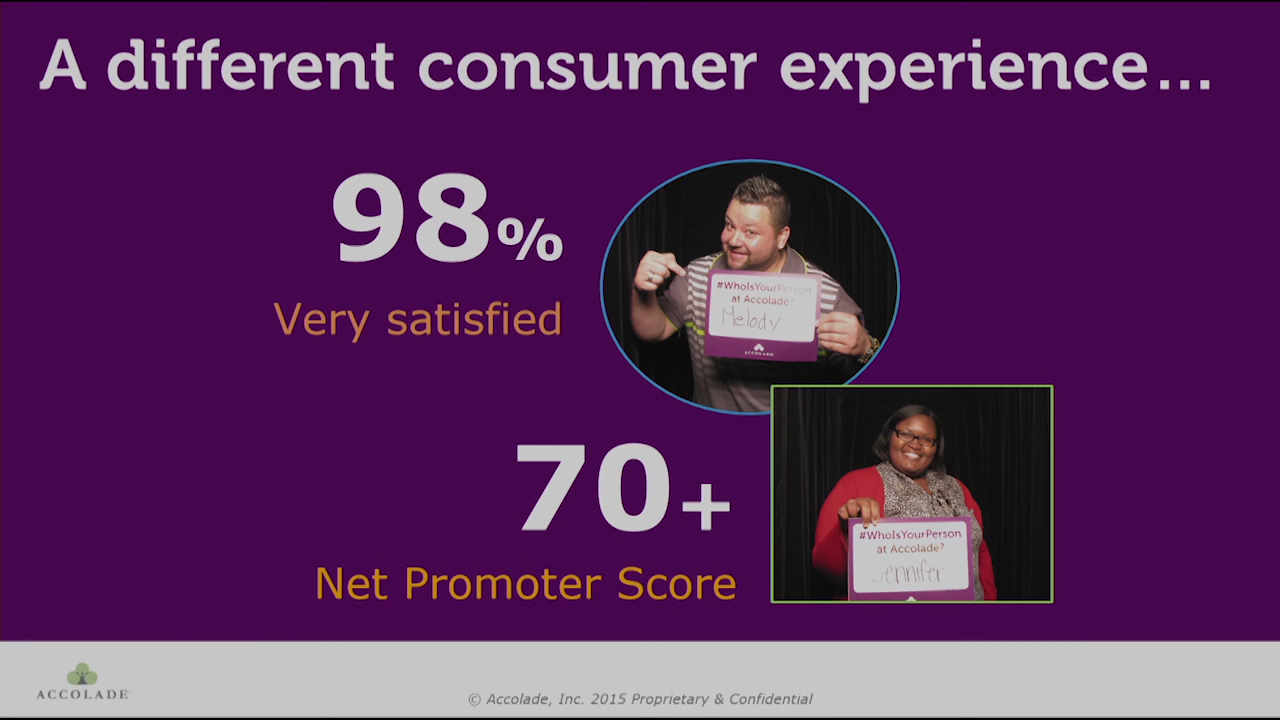 A different consumer experience...
98%
Very satisfied
#WhoIsYourPerson
at Accolade?
Melody
ACCOLADE
70+
Net Promoter Score
#WhoIsYourPerson
at Accolade?
Jennifer
ACCOLADE
© Accolade, Inc. 2015 Proprietary & Confidential